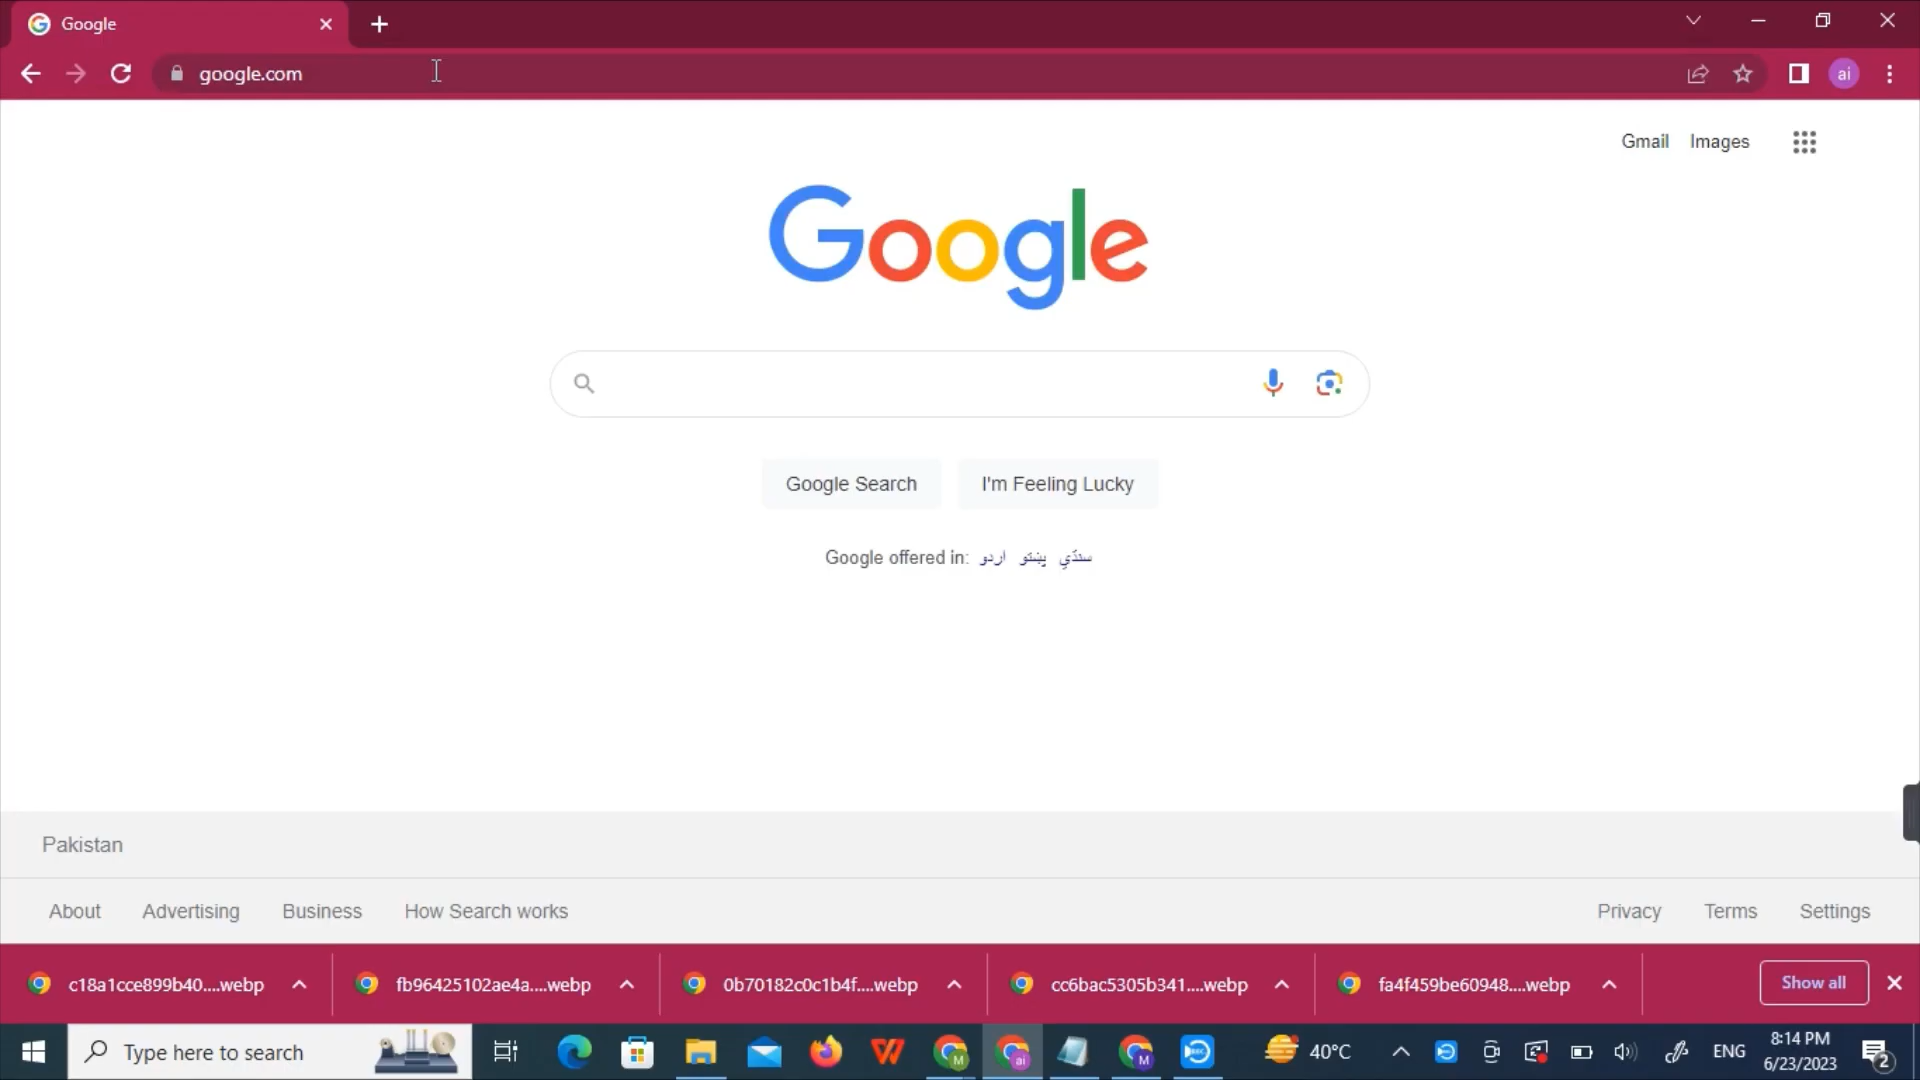 Google
google.com
ai
Gmail Images
Google
Google Search I'm Feeling Lucky
Google offered in: اردو پښتو سنڌي
Pakistan
About Advertising Business How Search works Privacy Terms Settings
c18a1cce899b40....webp fb96425102ae4a....webp 0b70182c0c1b4f....webp cc6bac5305b341....webp fa4f459be60948....webp Show all
Type here to search 40°C ENG 8:14 PM
6/23/2023 2